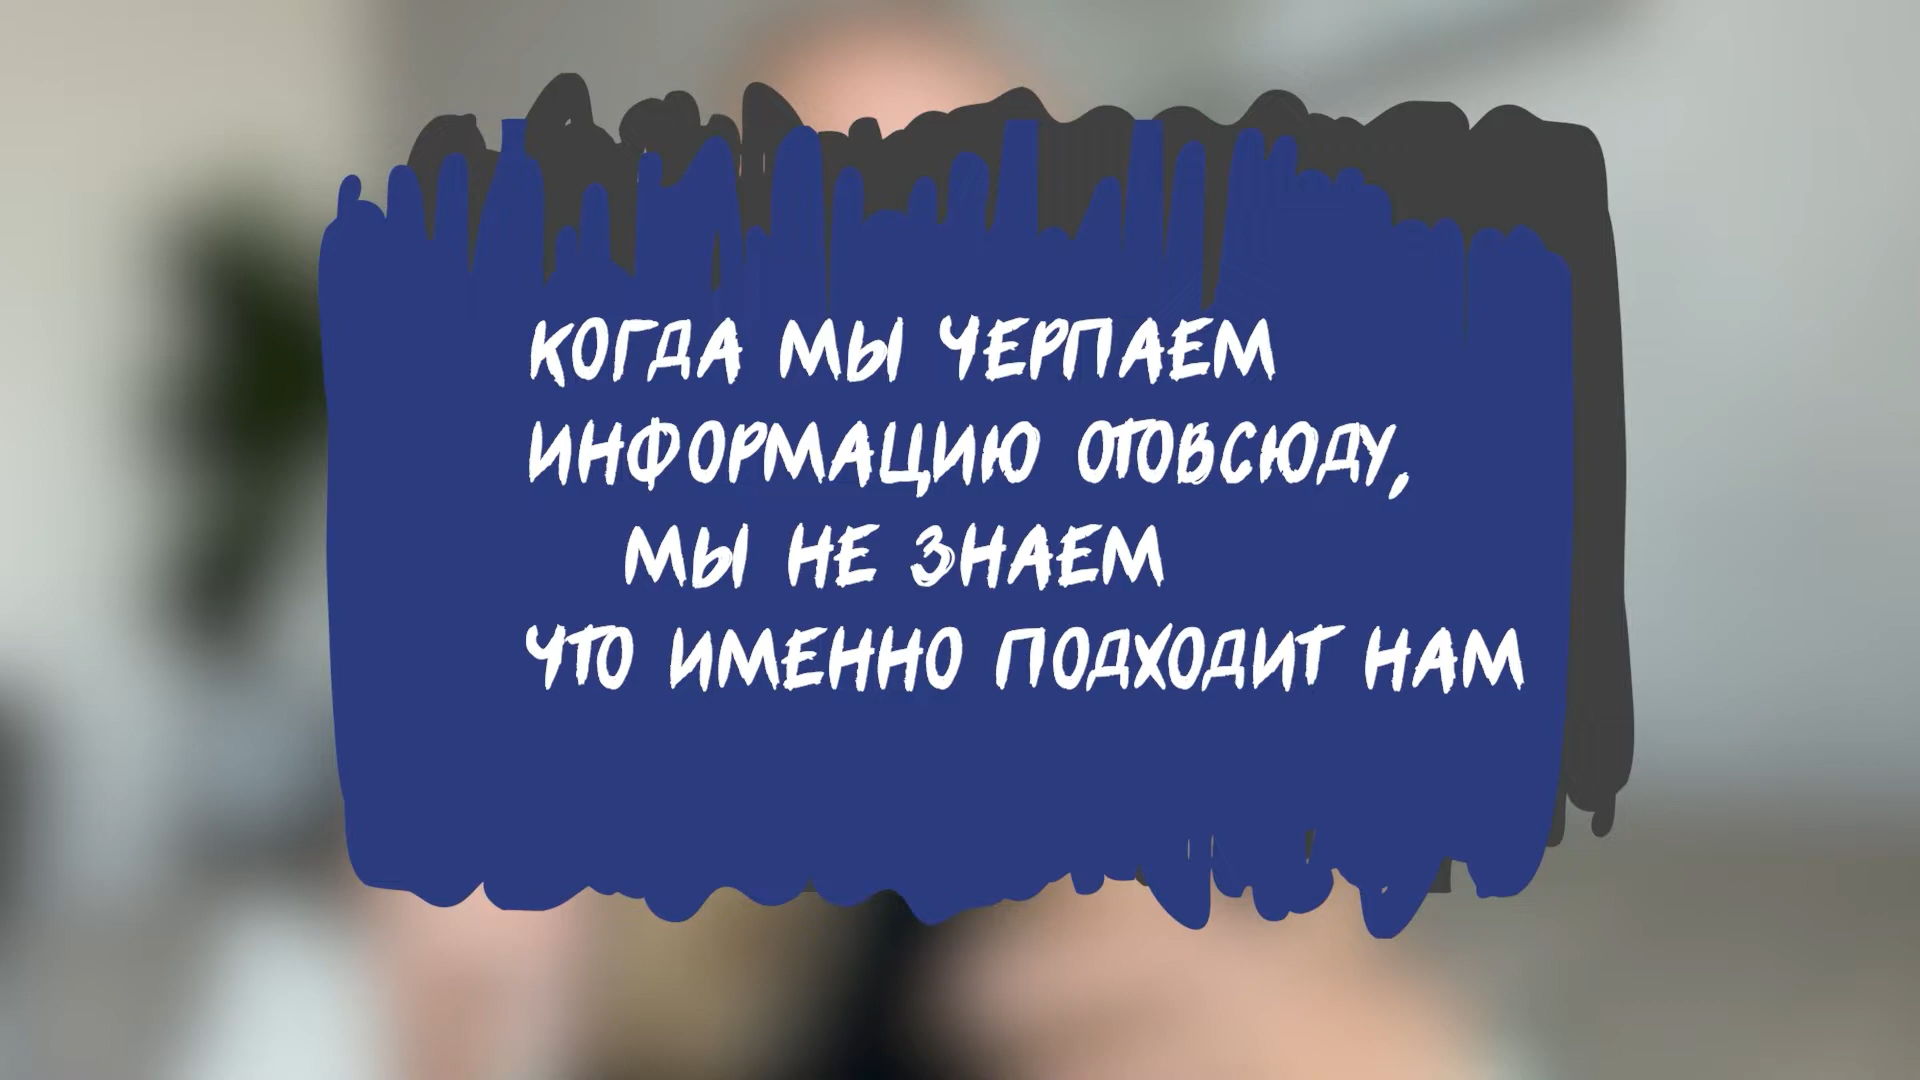 КОГДА МЫ ЧЕРПАЕМ
ИНФОРМАЦИЮ ОТОВСЮДУ,
МЫ НЕ ЗНАЕМ
ЧТО ИМЕННО ПОДХОДИТ НАМ